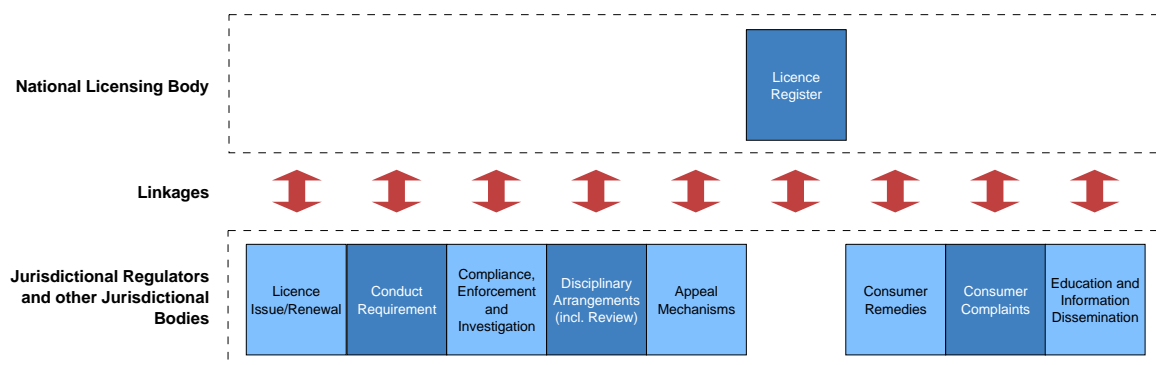 National Licensing Body
Licence
Register
Linkages
Jurisdictional Regulators
and other Jurisdictional
Bodies
Licence
Issue/Renewal
Conduct
Requirement
Compliance,
Enforcement
and
Investigation
Disciplinary
Arrangements
(incl. Review)
Appeal
Mechanisms
Consumer
Remedies
Consumer
Complaints
Education and
Information
Dissemination